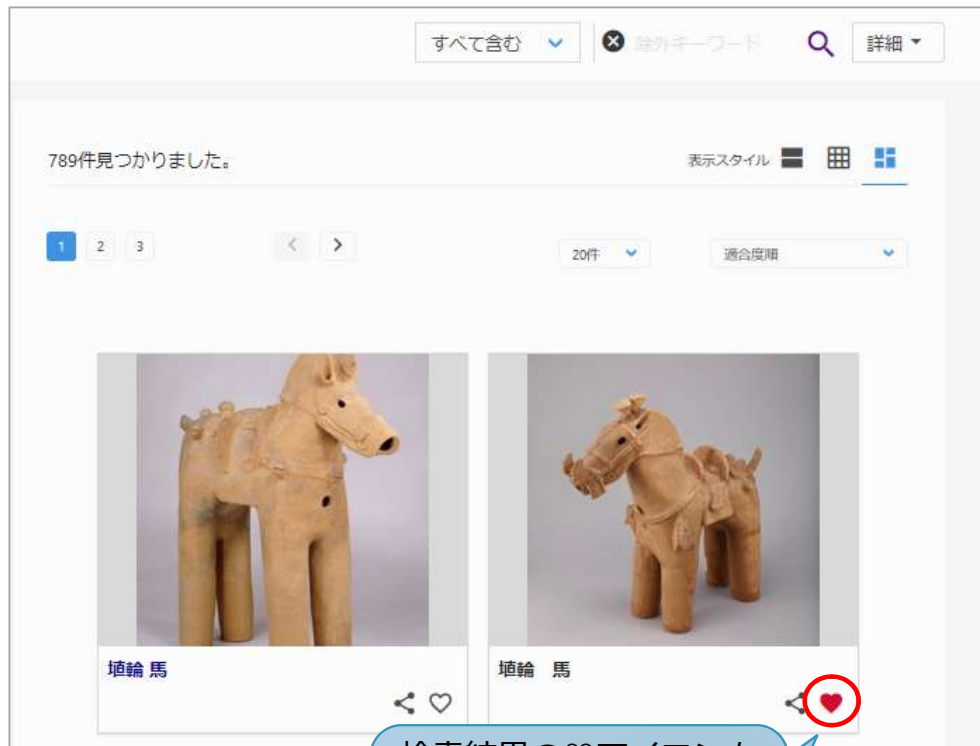 すべて含む
除外キーワード
詳細
789件見つかりました。
表示スタイル
1 2 3
20件
適合度順
埴輪 馬
埴輪　馬